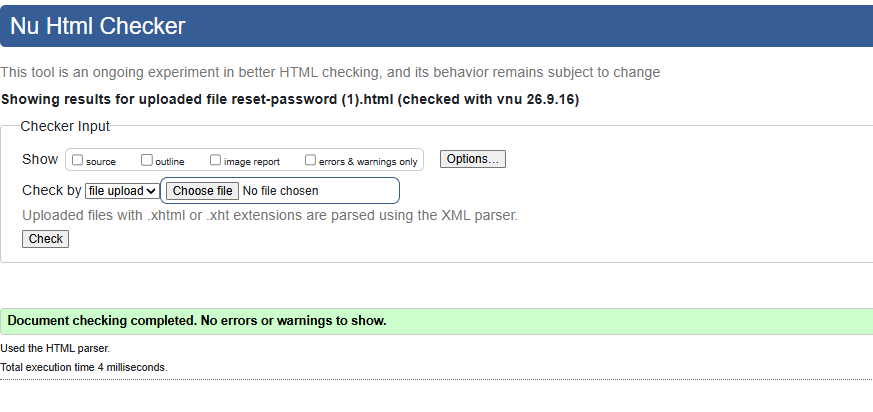 Nu Html Checker
This tool is an ongoing experiment in better HTML checking, and its behavior remains subject to change
Showing results for uploaded file reset-password (1).html (checked with vnu 26.9.16)
Checker Input
Show source outline image report errors & warnings only Options...
Check by file upload Choose file No file chosen
Uploaded files with .xhtml or .xht extensions are parsed using the XML parser.
Check
Document checking completed. No errors or warnings to show.
Used the HTML parser.
Total execution time 4 milliseconds.